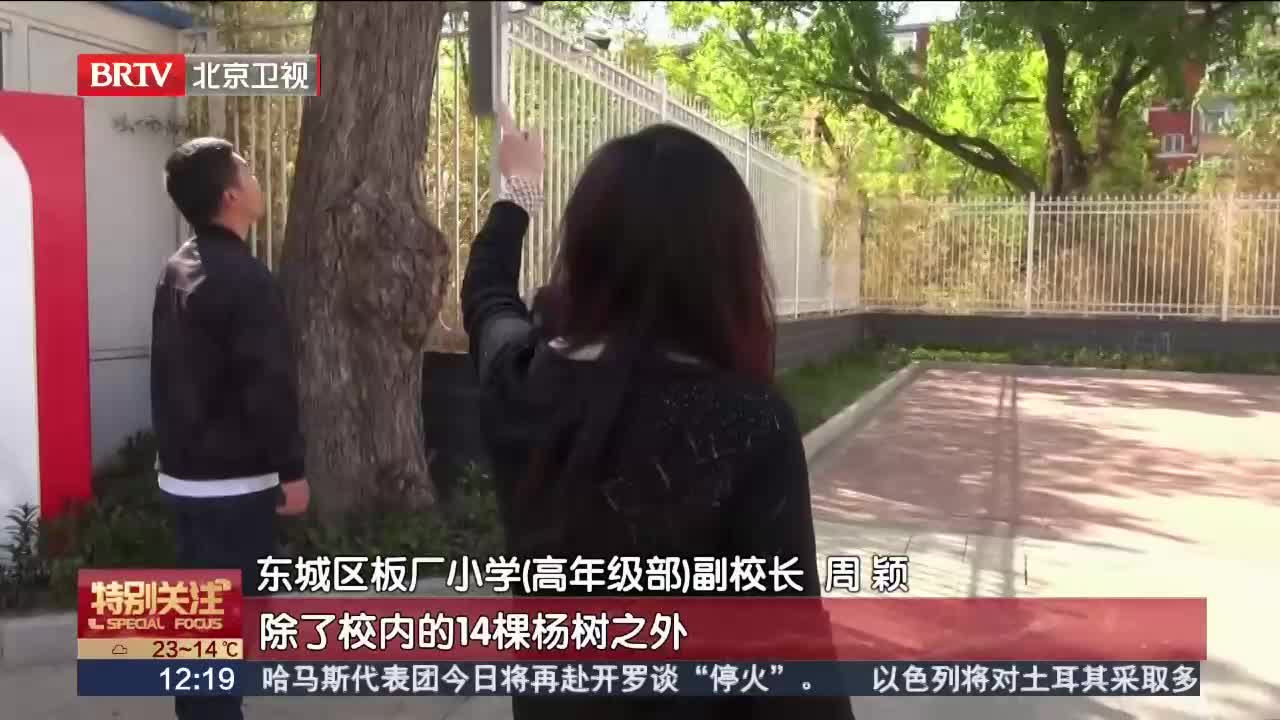 BRTV 北京卫视
东城区板厂小学(高年级部)副校长 周颖
特别关注
SPECIAL FOCUS
除了校内的14棵杨树之外
23~14℃
12:19 哈马斯代表团今日将再赴开罗谈“停火”。 以色列将对土耳其采取多